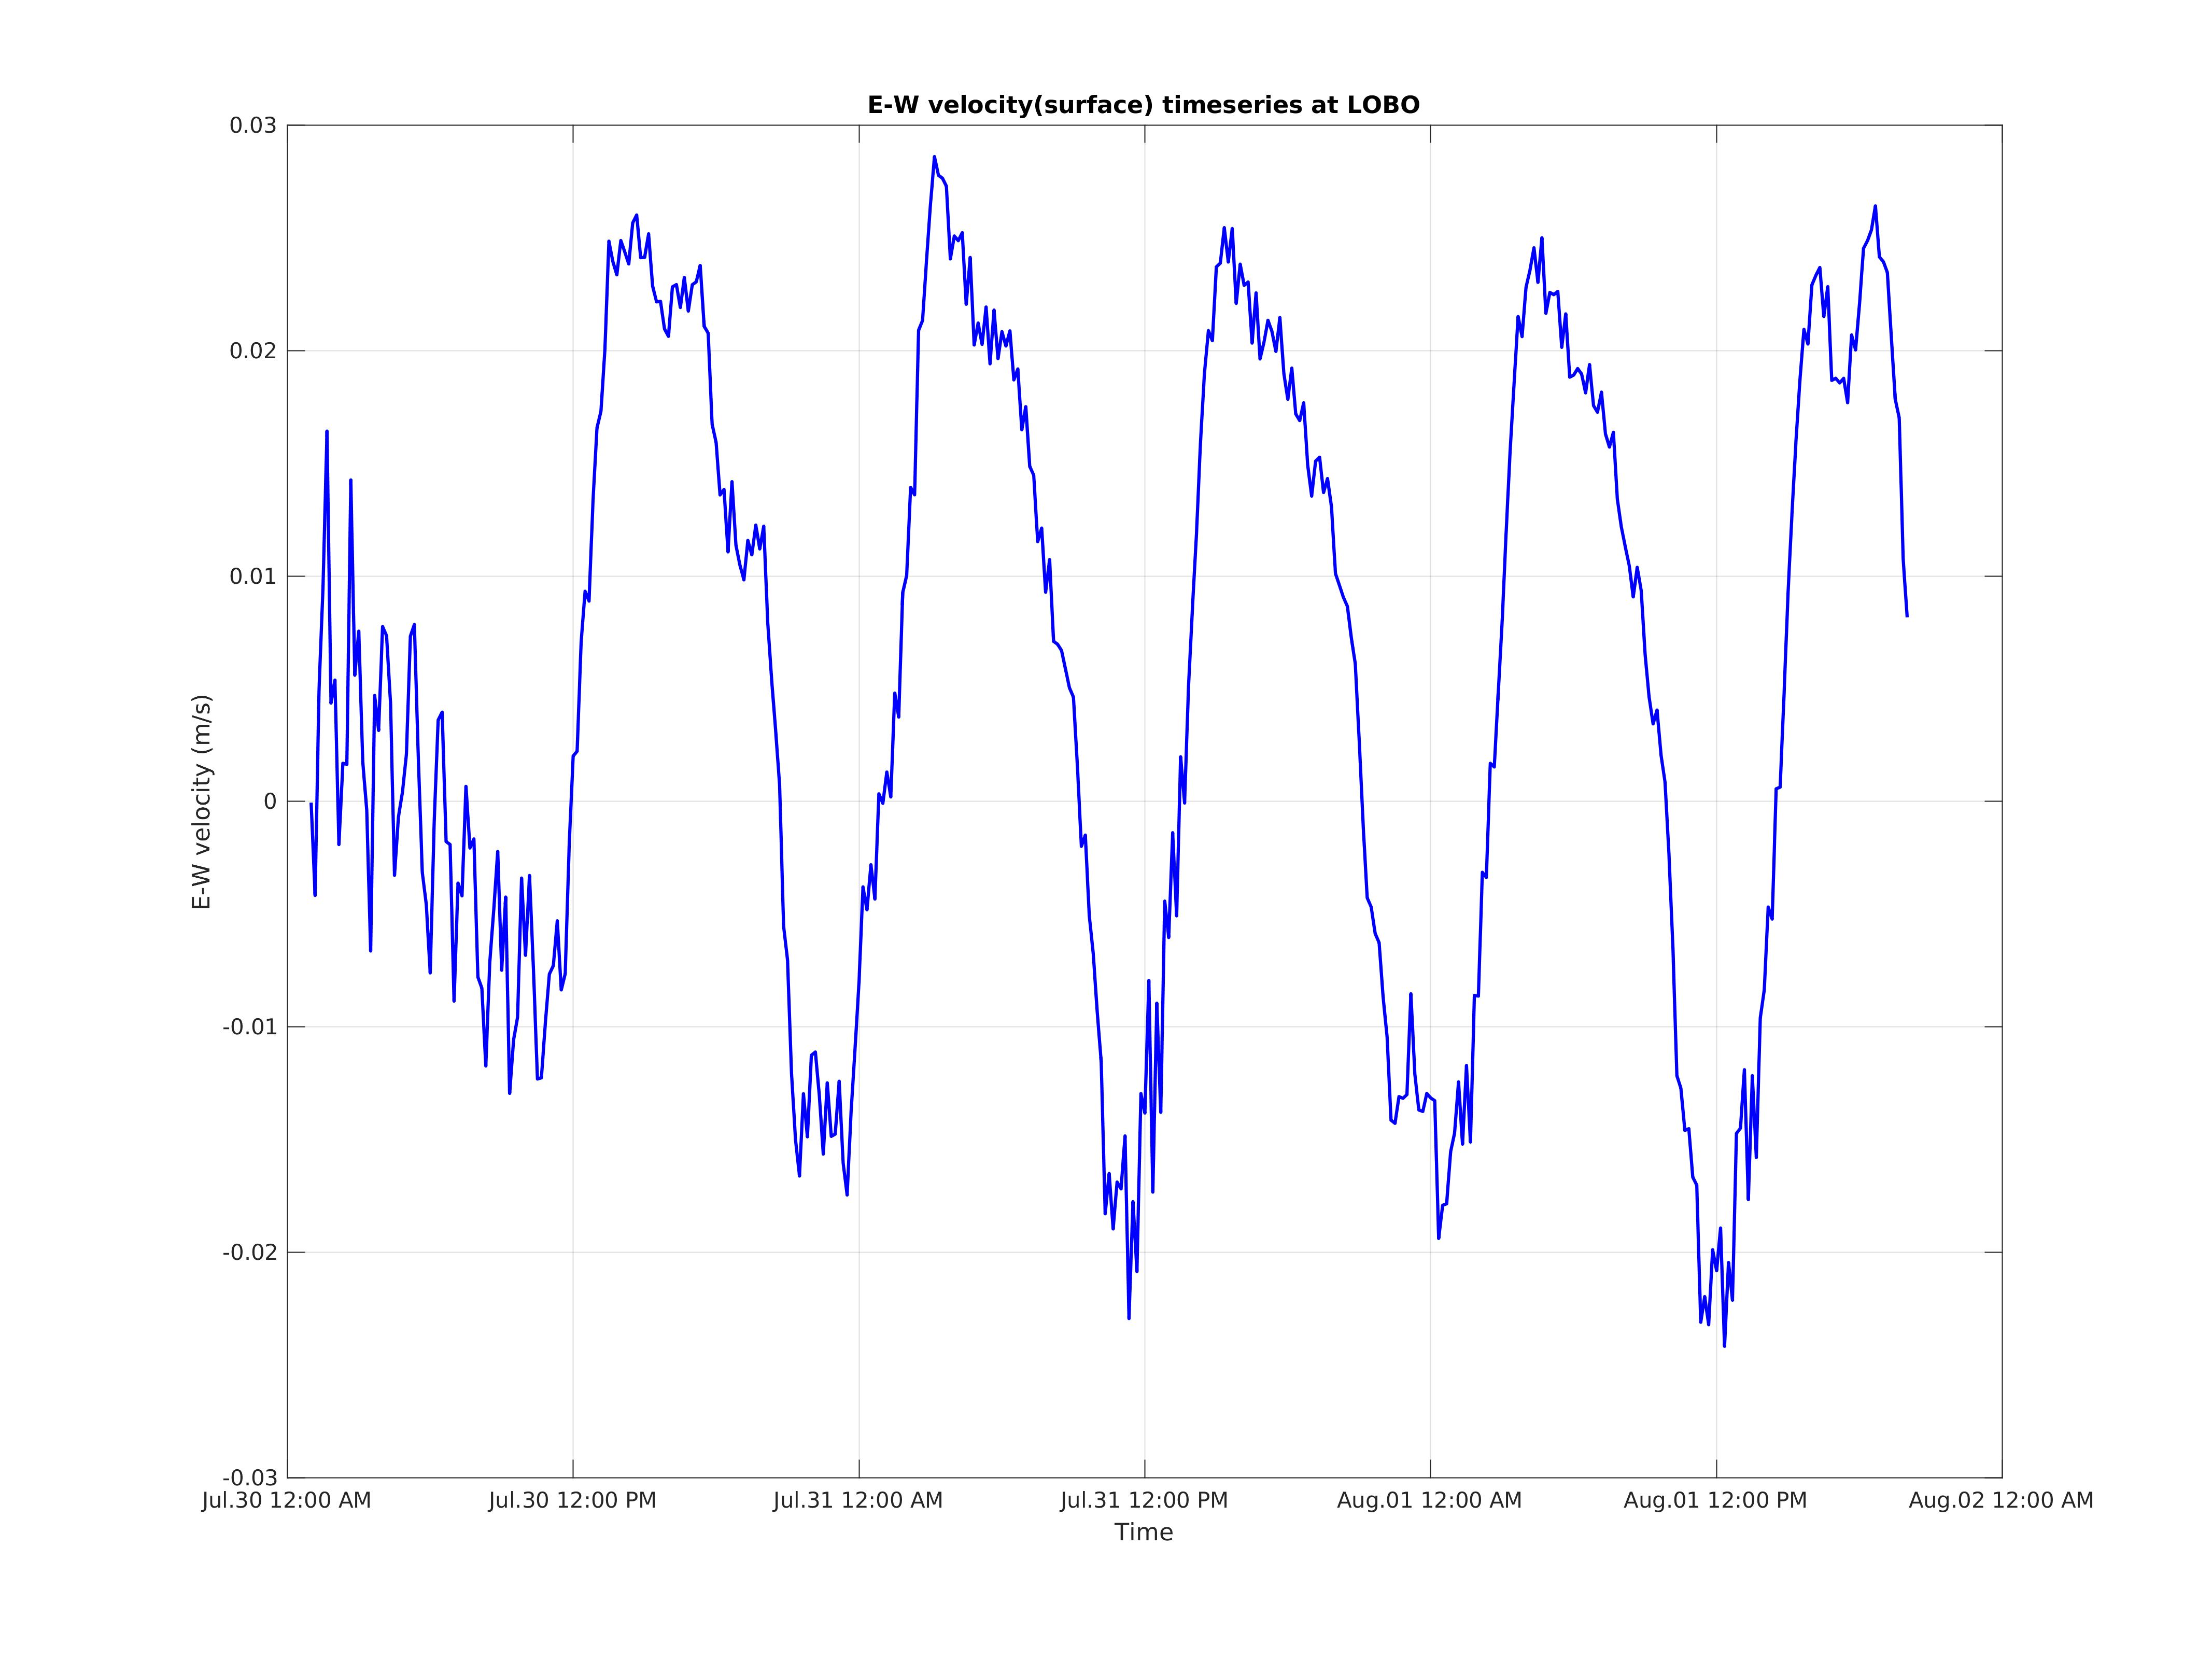 E-W velocity(surface) timeseries at LOBO
0.03
0.02
0.01
0
-0.01
-0.02
-0.03
E-W velocity (m/s)
Jul.30 12:00 AM Jul.30 12:00 PM Jul.31 12:00 AM Jul.31 12:00 PM Aug.01 12:00 AM Aug.01 12:00 PM Aug.02 12:00 AM
Time